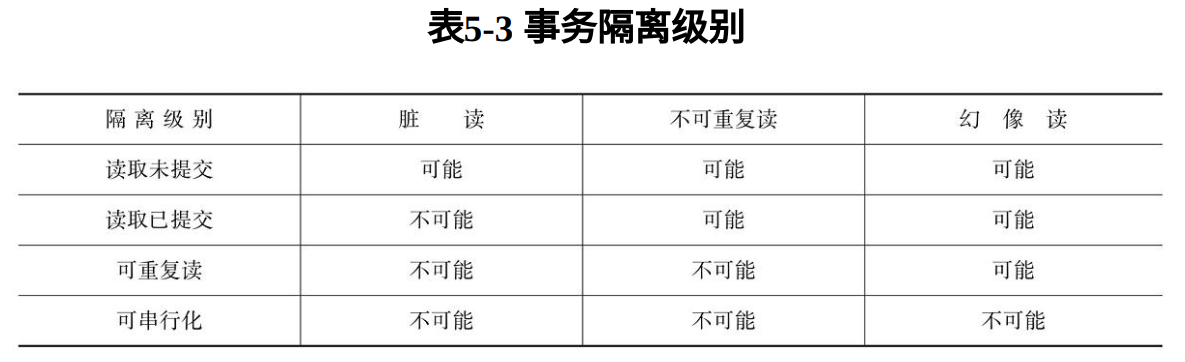 表5-3 事务隔离级别
隔离级别 脏读 不可重复读 幻像读
读取未提交 可能 可能 可能
读取已提交 不可能 可能 可能
可重复读 不可能 不可能 可能
可串行化 不可能 不可能 不可能